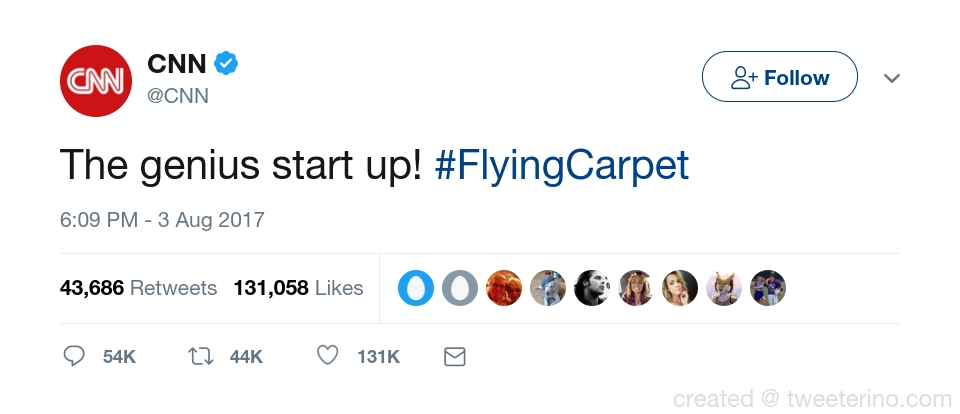 CNN
CNN
@CNN
Follow
The genius start up! #FlyingCarpet
6:09 PM - 3 Aug 2017
43,686 Retweets 131,058 Likes
54K 44K 131K
created @ tweeterino.com